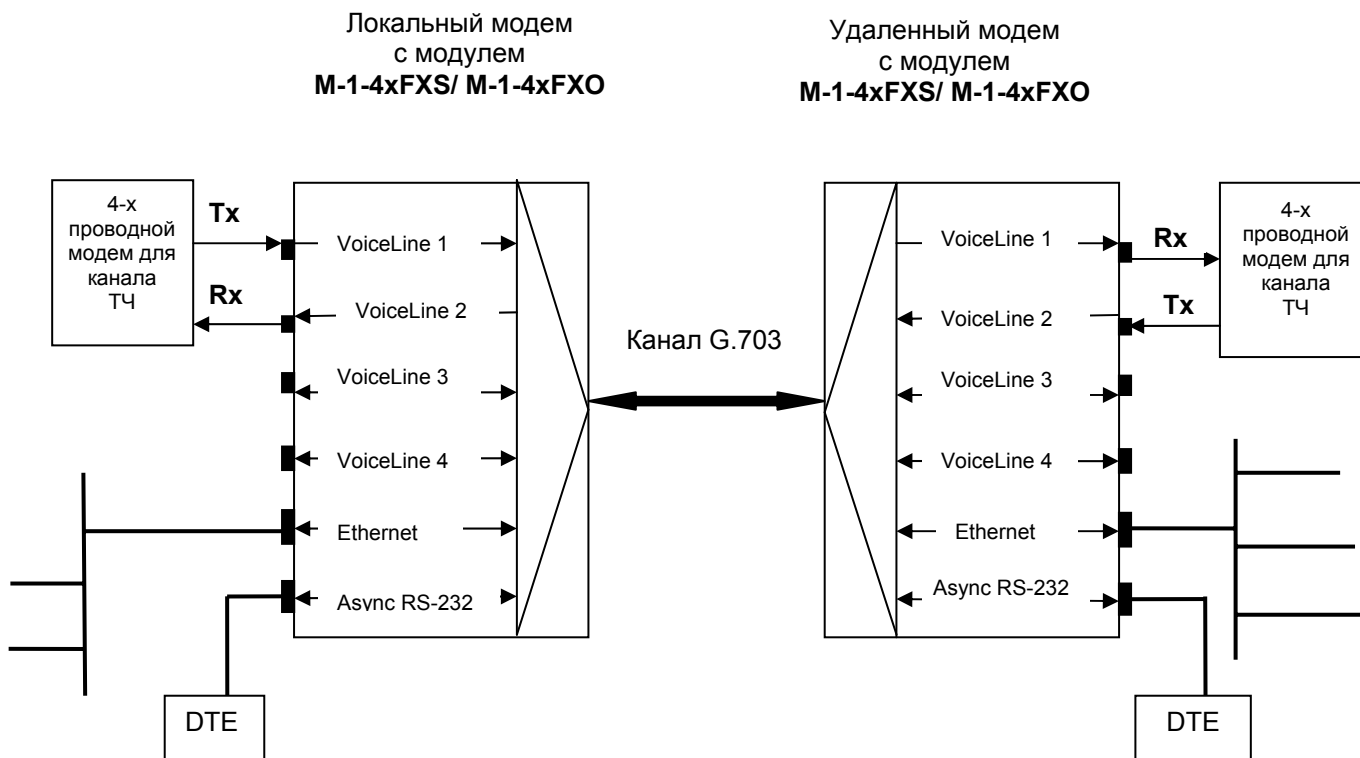 Локальный модем
с модулем
M-1-4xFXS/ M-1-4xFXO
Удаленный модем
с модулем
M-1-4xFXS/ M-1-4xFXO
4-х
проводной
модем для
канала
ТЧ
Tx
Rx
VoiceLine 1
VoiceLine 2
VoiceLine 3
VoiceLine 4
Ethernet
Async RS-232
DTE
Канал G.703
VoiceLine 1
VoiceLine 2
VoiceLine 3
VoiceLine 4
Ethernet
Async RS-232
Rx
Tx
4-х
проводной
модем для
канала
ТЧ
DTE